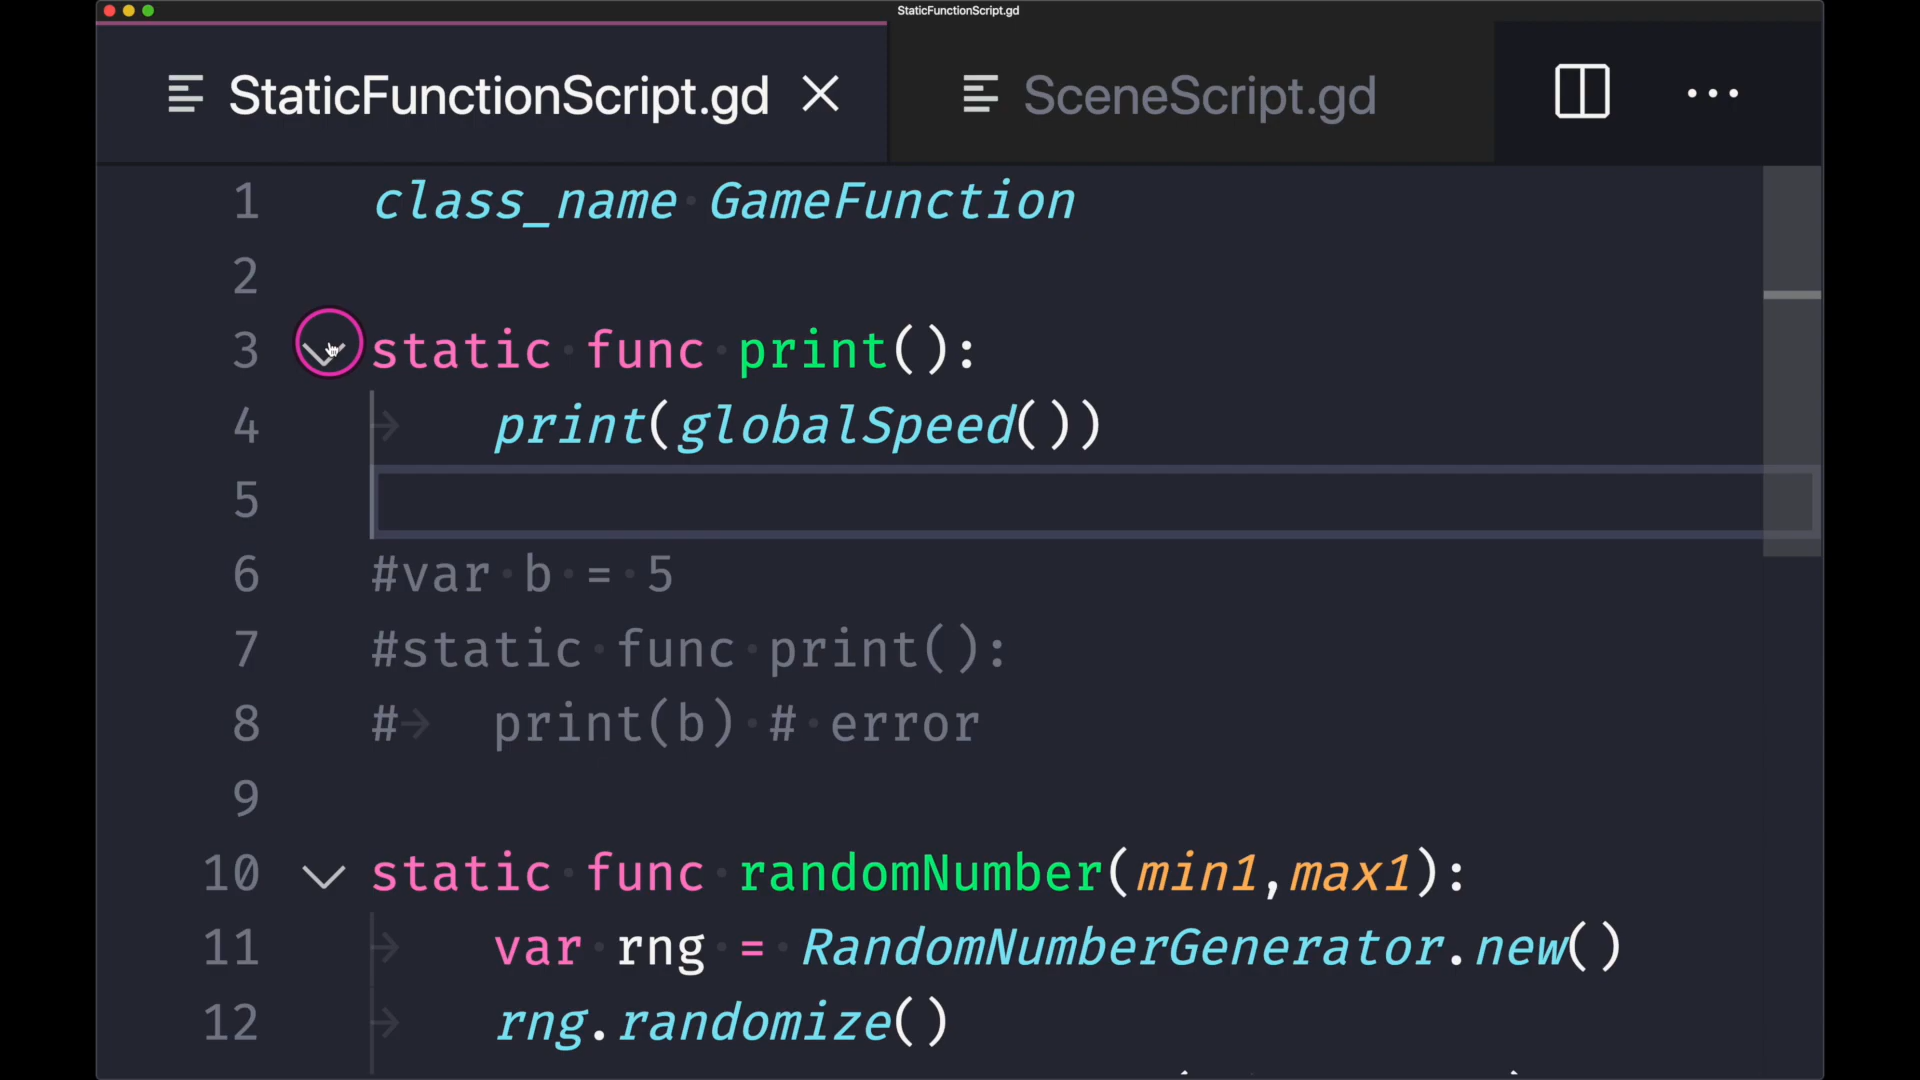 StaticFunctionScript.gd
StaticFunctionScript.gd
SceneScript.gd
1 class_name GameFunction
2
3 static func print():
4 print(globalSpeed())
5
6 #var b = 5
7 #static func print():
8 # print(b) # error
9
10 static func randomNumber(min1,max1):
11 var rng = RandomNumberGenerator.new()
12 rng.randomize()